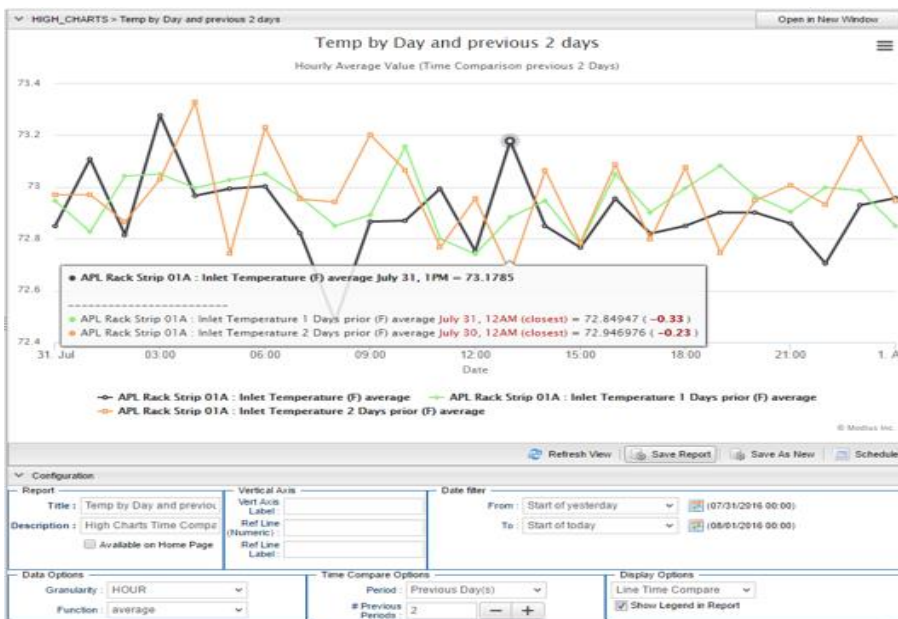 HIGH_CHARTS > Temp by Day and previous 2 days
Open in New Window
Temp by Day and previous 2 days
Hourly Average Value (Time Comparison previous 2 Days)
73.4
73.2
73
72.8
72.6
72.4
● APL Rack Strip 01A : Inlet Temperature (F) average July 31, 1PM = 73.1785
------------------------
● APL Rack Strip 01A : Inlet Temperature 1 Days prior (F) average July 31, 12AM (closest) = 72.84947 ( -0.33 )
● APL Rack Strip 01A : Inlet Temperature 2 Days prior (F) average July 30, 12AM (closest) = 72.946976 ( -0.23 )
31. Jul 03:00 06:00 09:00 12:00 15:00 18:00 21:00 1. A
Date
APL Rack Strip 01A : Inlet Temperature (F) average
APL Rack Strip 01A : Inlet Temperature 1 Days prior (F) average
APL Rack Strip 01A : Inlet Temperature 2 Days prior (F) average
© Modius Inc.
Refresh View Save Report Save As New Schedule
Configuration
Report
Title : Temp by Day and previou
Description : High Charts Time Compa
Available on Home Page
Vertical Axis
Vert Axis Label :
Ref Line (Numeric) :
Ref Line Label :
Date filter
From : Start of yesterday (07/31/2016 00:00)
To : Start of today (08/01/2016 00:00)
Data Options
Granularity : HOUR
Function : average
Time Compare Options
Period : Previous Day(s)
# Previous Periods : 2 − +
Display Options
Line Time Compare
Show Legend in Report